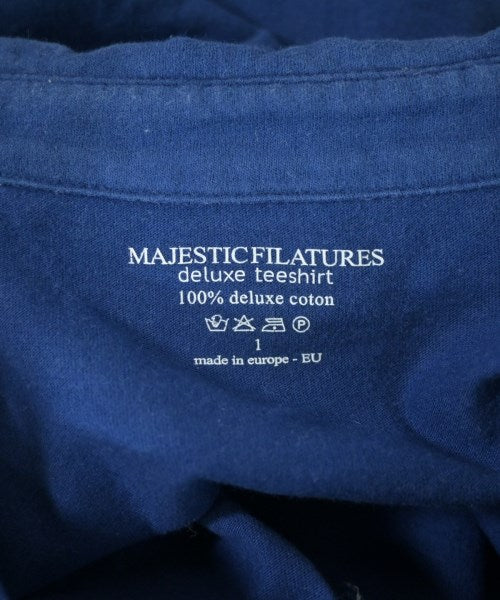 MAJESTIC FILATURES
deluxe teeshirt
100% deluxe coton
P
1
made in europe - EU